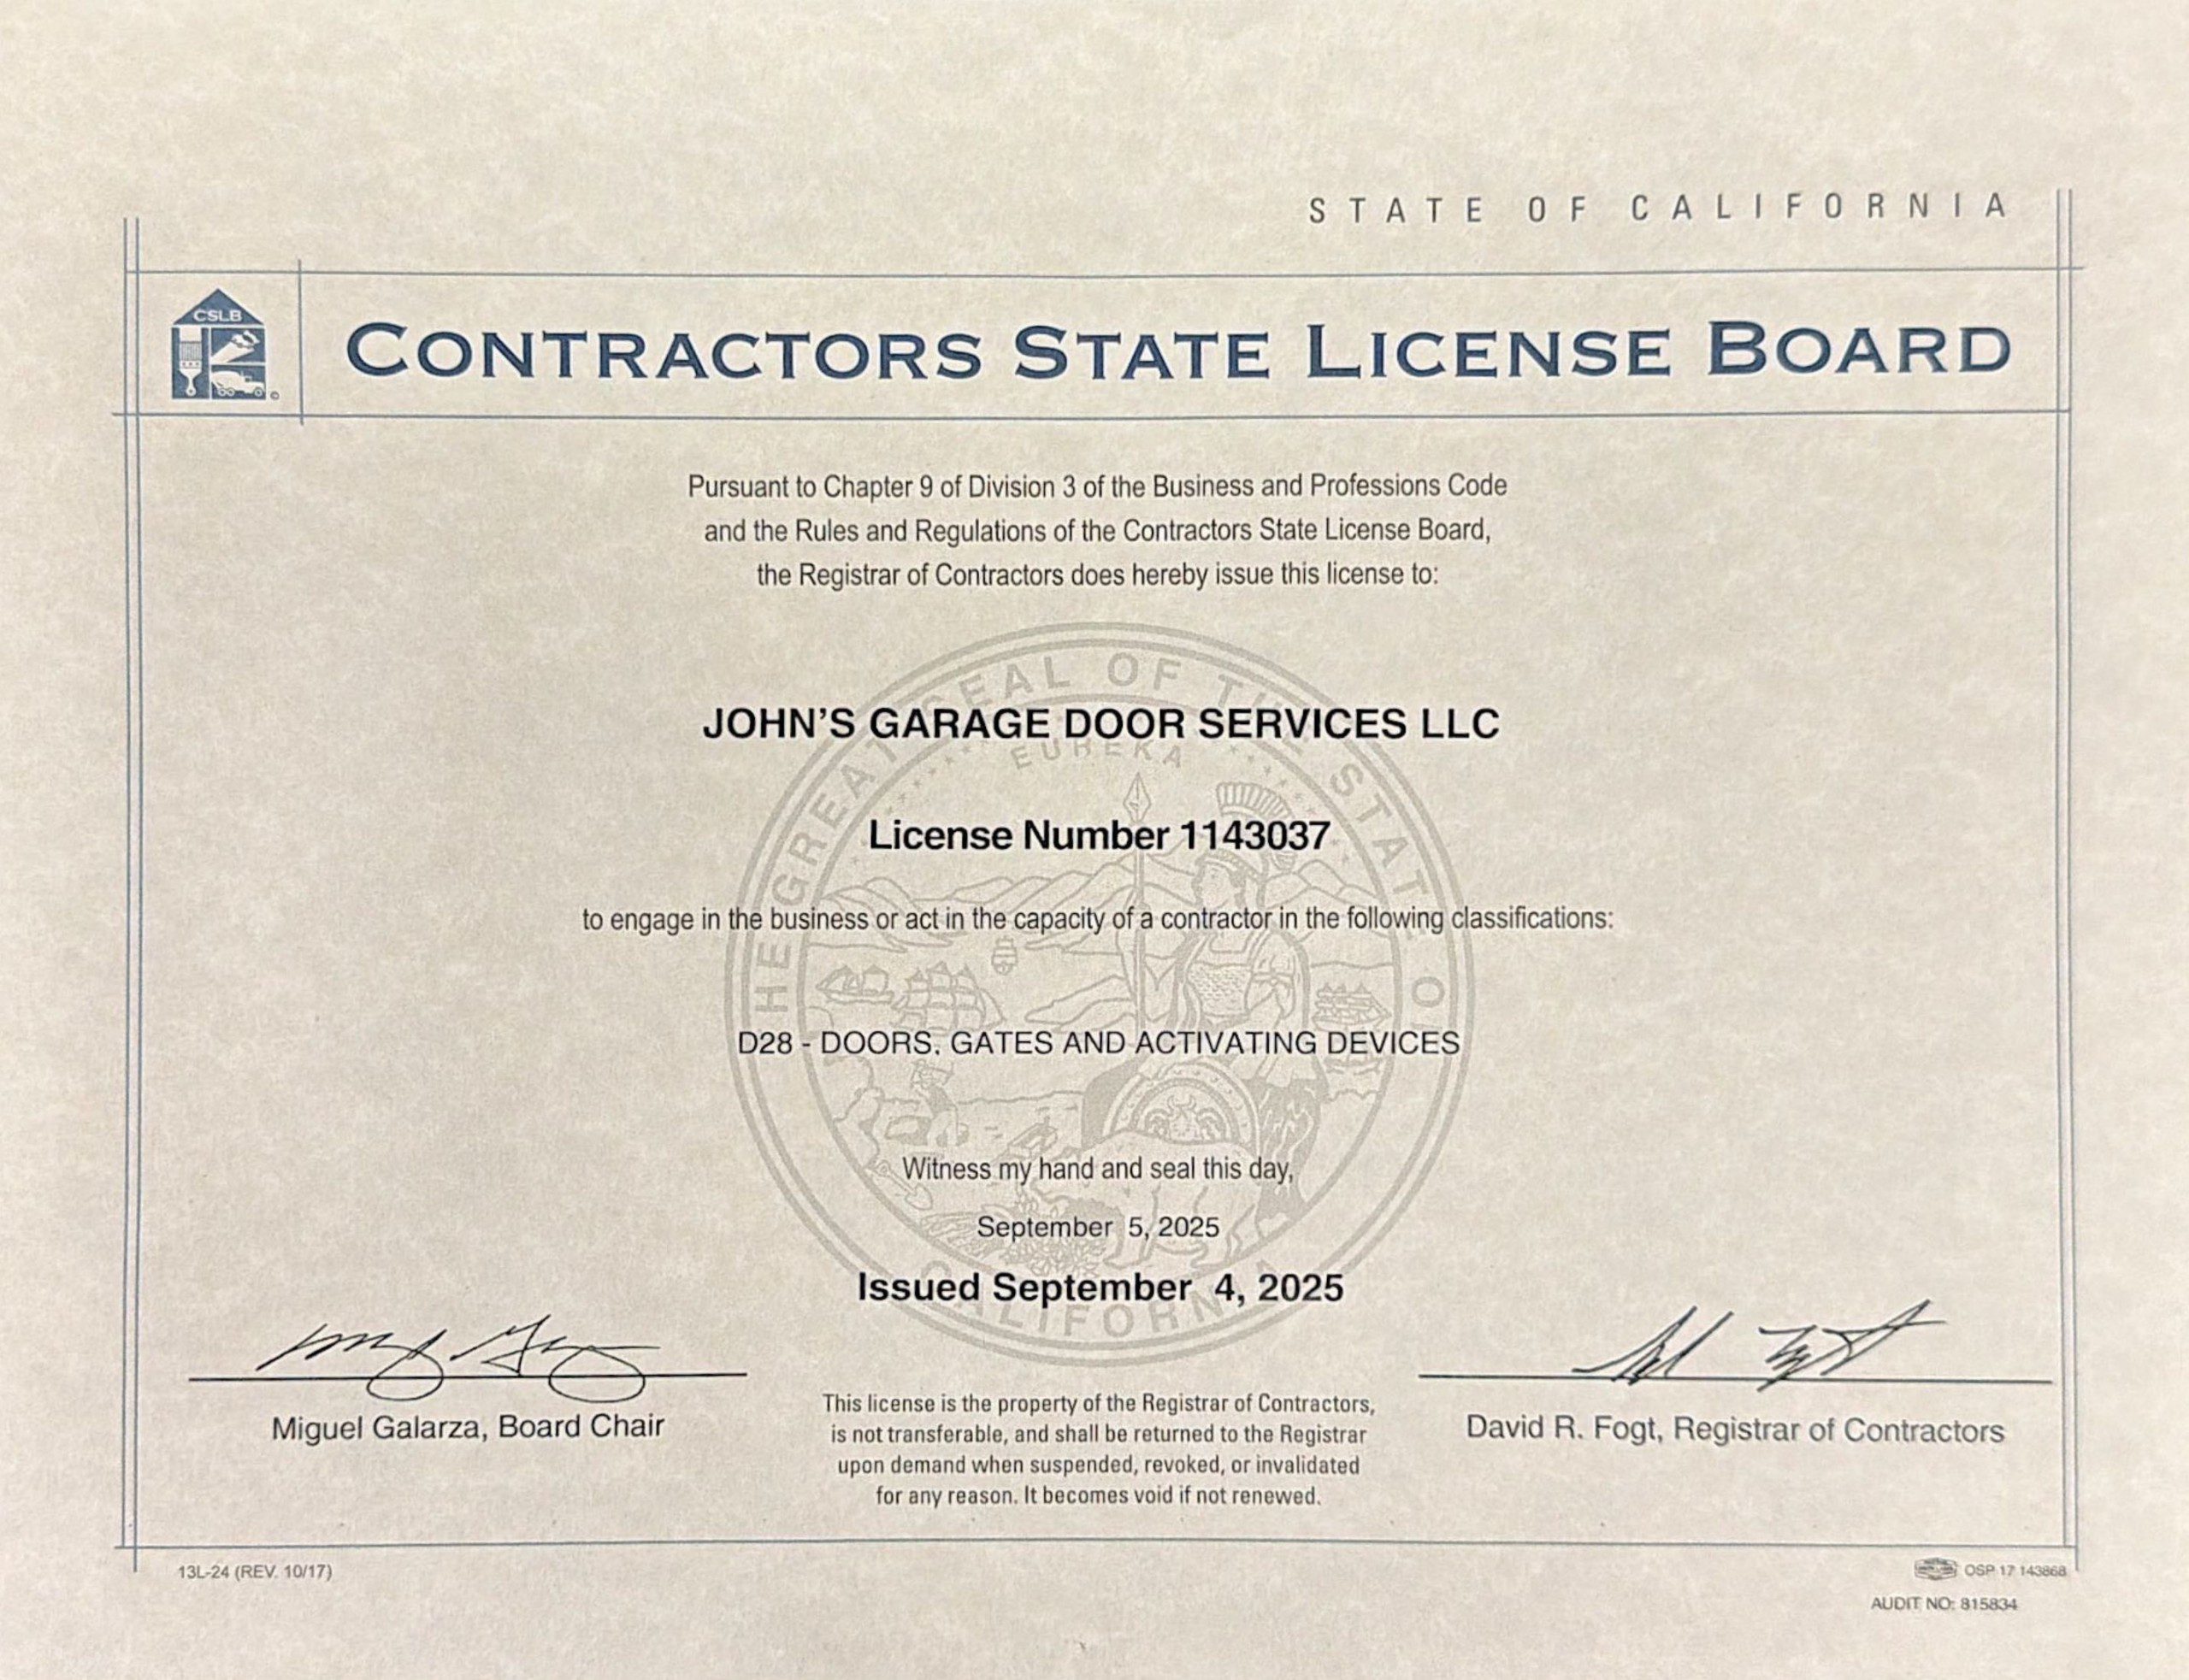 STATE OF CALIFORNIA
CSLB
CONTRACTORS STATE LICENSE BOARD
Pursuant to Chapter 9 of Division 3 of the Business and Professions Code
and the Rules and Regulations of the Contractors State License Board,
the Registrar of Contractors does hereby issue this license to:
JOHN'S GARAGE DOOR SERVICES LLC
License Number 1143037
to engage in the business or act in the capacity of a contractor in the following classifications:
D28 - DOORS, GATES AND ACTIVATING DEVICES
Witness my hand and seal this day,
September 5, 2025
Issued September 4, 2025
Miguel Galarza, Board Chair
David R. Fogt, Registrar of Contractors
This license is the property of the Registrar of Contractors,
is not transferable, and shall be returned to the Registrar
upon demand when suspended, revoked, or invalidated
for any reason. It becomes void if not renewed.
13L-24 (REV. 10/17)
OSP 17 143868
AUDIT NO: 815834
EUREKA
GREAT SEAL OF THE STATE O
CALIFORNIA